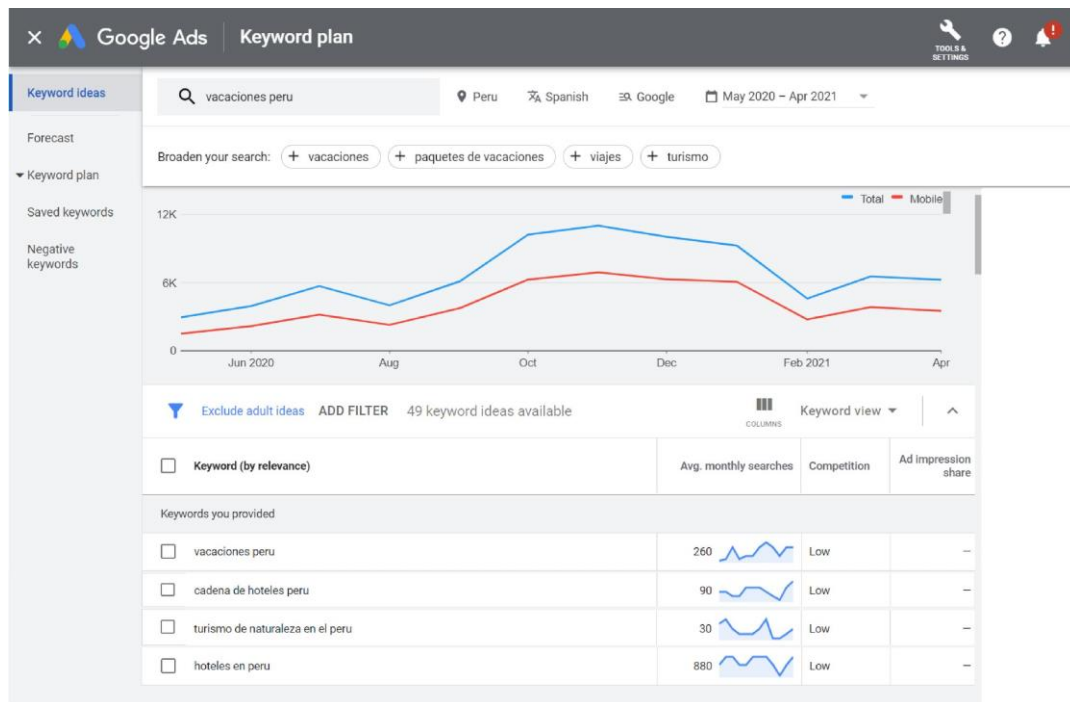 Google Ads Keyword plan
TOOLS &
SETTINGS
!
Keyword ideas
Forecast
Keyword plan
Saved keywords
Negative
keywords
vacaciones peru Peru Spanish Google May 2020 – Apr 2021
Broaden your search: + vacaciones + paquetes de vacaciones + viajes + turismo
Total Mobile
12K
6K
0
Jun 2020 Aug Oct Dec Feb 2021 Apr
Exclude adult ideas ADD FILTER 49 keyword ideas available COLUMNS Keyword view
Keyword (by relevance) Avg. monthly searches Competition Ad impression
share
Keywords you provided
vacaciones peru 260 Low –
cadena de hoteles peru 90 Low –
turismo de naturaleza en el peru 30 Low –
hoteles en peru 880 Low –